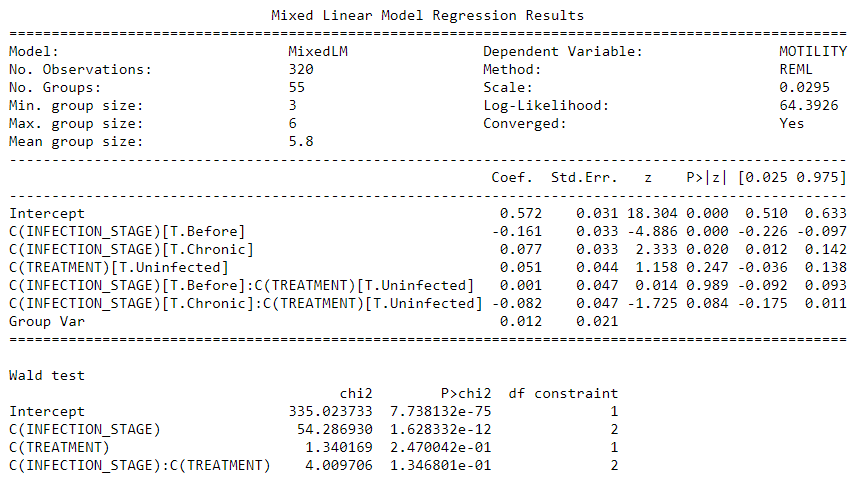 Mixed Linear Model Regression Results
================================================================================
Model: MixedLM Dependent Variable: MOTILITY
No. Observations: 320 Method: REML
No. Groups: 55 Scale: 0.0295
Min. group size: 3 Log-Likelihood: 64.3926
Max. group size: 6 Converged: Yes
Mean group size: 5.8
--------------------------------------------------------------------------------
Coef. Std.Err. z P>|z| [0.025 0.975]
--------------------------------------------------------------------------------
Intercept 0.572 0.031 18.304 0.000 0.510 0.633
C(INFECTION_STAGE)[T.Before] -0.161 0.033 -4.886 0.000 -0.226 -0.097
C(INFECTION_STAGE)[T.Chronic] 0.077 0.033 2.333 0.020 0.012 0.142
C(TREATMENT)[T.Uninfected] 0.051 0.044 1.158 0.247 -0.036 0.138
C(INFECTION_STAGE)[T.Before]:C(TREATMENT)[T.Uninfected] 0.001 0.047 0.014 0.989 -0.092 0.093
C(INFECTION_STAGE)[T.Chronic]:C(TREATMENT)[T.Uninfected] -0.082 0.047 -1.725 0.084 -0.175 0.011
Group Var 0.012 0.021
================================================================================
Wald test
chi2 P>chi2 df constraint
Intercept 335.023733 7.738132e-75 1
C(INFECTION_STAGE) 54.286930 1.628332e-12 2
C(TREATMENT) 1.340169 2.470042e-01 1
C(INFECTION_STAGE):C(TREATMENT) 4.009706 1.346801e-01 2